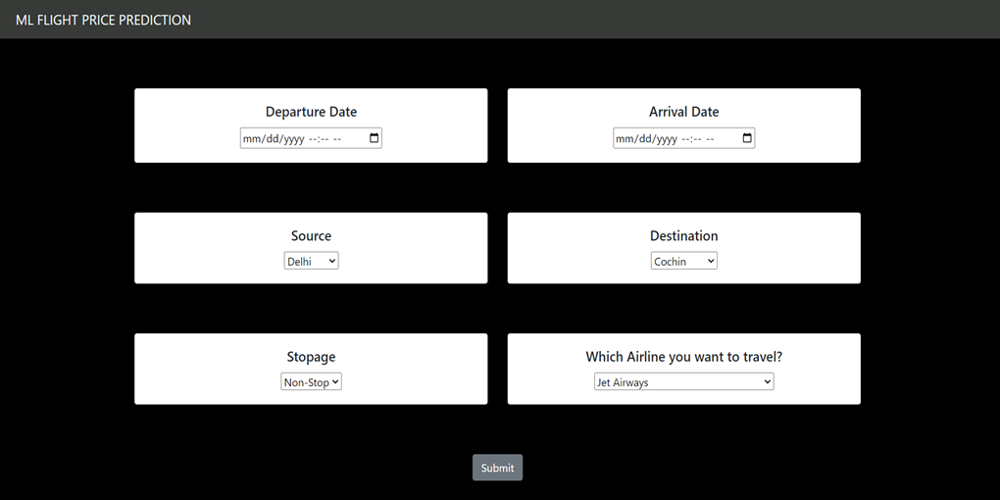 ML FLIGHT PRICE PREDICTION
Departure Date
mm/dd/yyyy --:-- --
Arrival Date
mm/dd/yyyy --:-- --
Source
Delhi
Destination
Cochin
Stopage
Non-Stop
Which Airline you want to travel?
Jet Airways
Submit